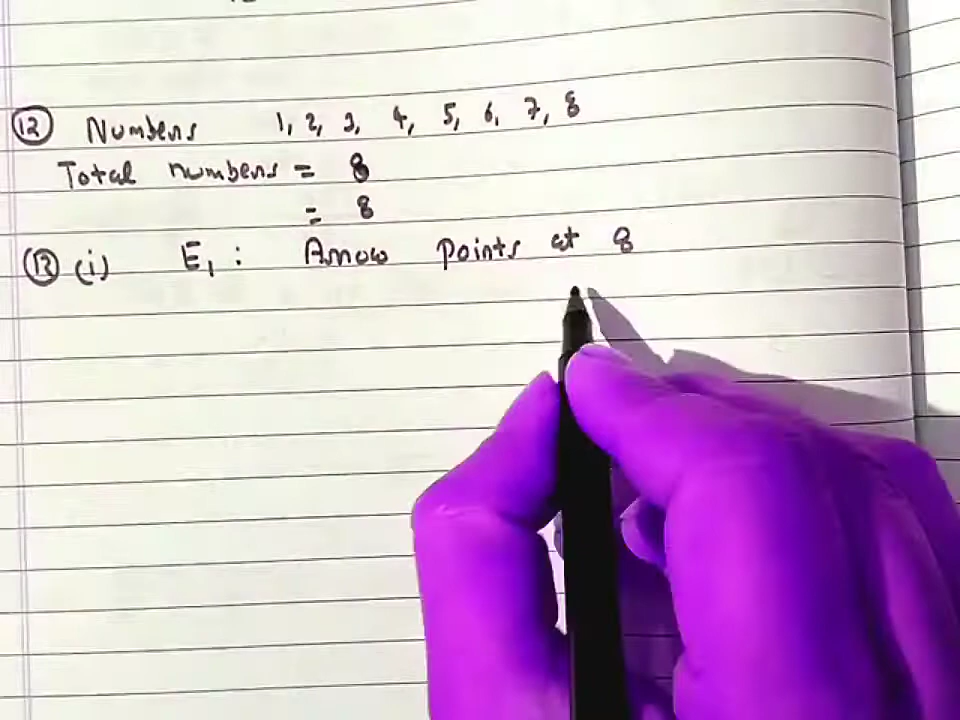 12 Numbers 1, 2, 3, 4, 5, 6, 7, 8
Total numbers = 8
= 8
12 (i) E1 : Arrow points at 8